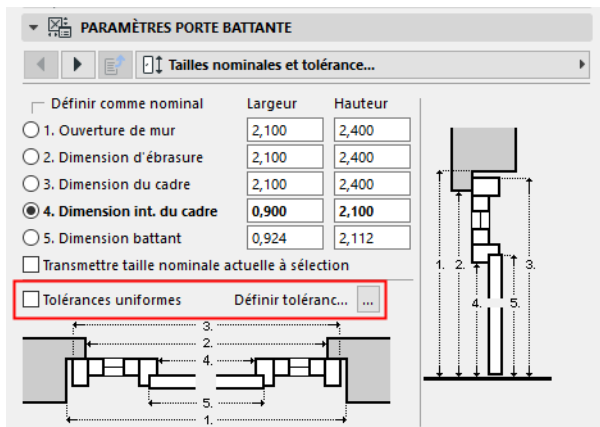 PARAMÈTRES PORTE BATTANTE
Tailles nominales et tolérance...
Définir comme nominal Largeur Hauteur
1. Ouverture de mur 2,100 2,400
2. Dimension d'ébrasure 2,100 2,400
3. Dimension du cadre 2,100 2,400
4. Dimension int. du cadre 0,900 2,100
5. Dimension battant 0,924 2,112
Transmettre taille nominale actuelle à sélection
Tolérances uniformes Définir toléranc... ...
3.
2.
4.
5.
1.
1. 2. 3.
4. 5.